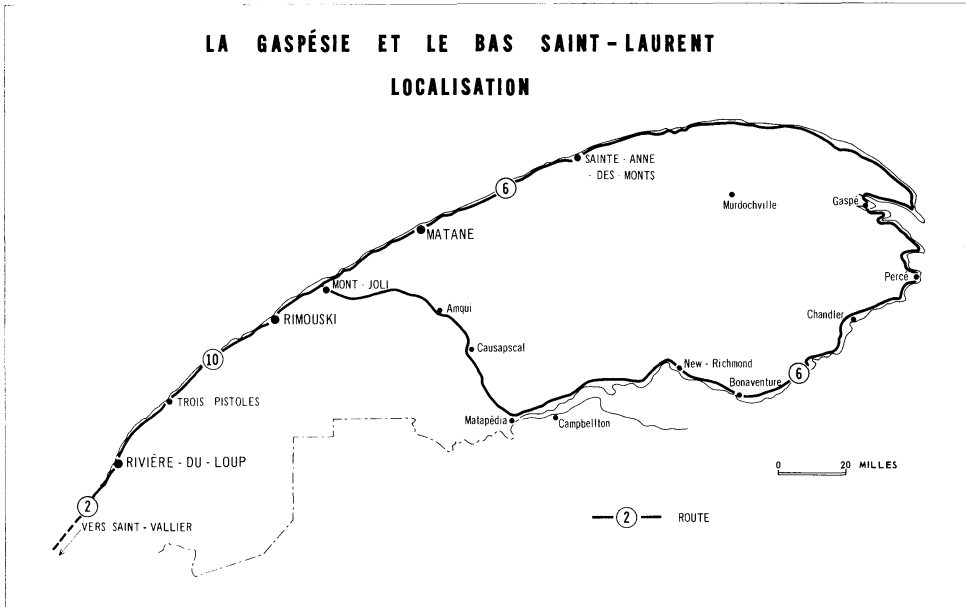 LA GASPÉSIE ET LE BAS SAINT-LAURENT
LOCALISATION
SAINTE-ANNE
-DES-MONTS
6
Murdochville
Gaspé
MATANE
Percé
MONT-JOLI
Amqui
Chandler
RIMOUSKI
Causapscal
10
New-Richmond
6
Bonaventure
TROIS PISTOLES
Matapédia
Campbellton
RIVIÈRE-DU-LOUP
0 20 MILLES
2
2 ROUTE
VERS SAINT-VALLIER